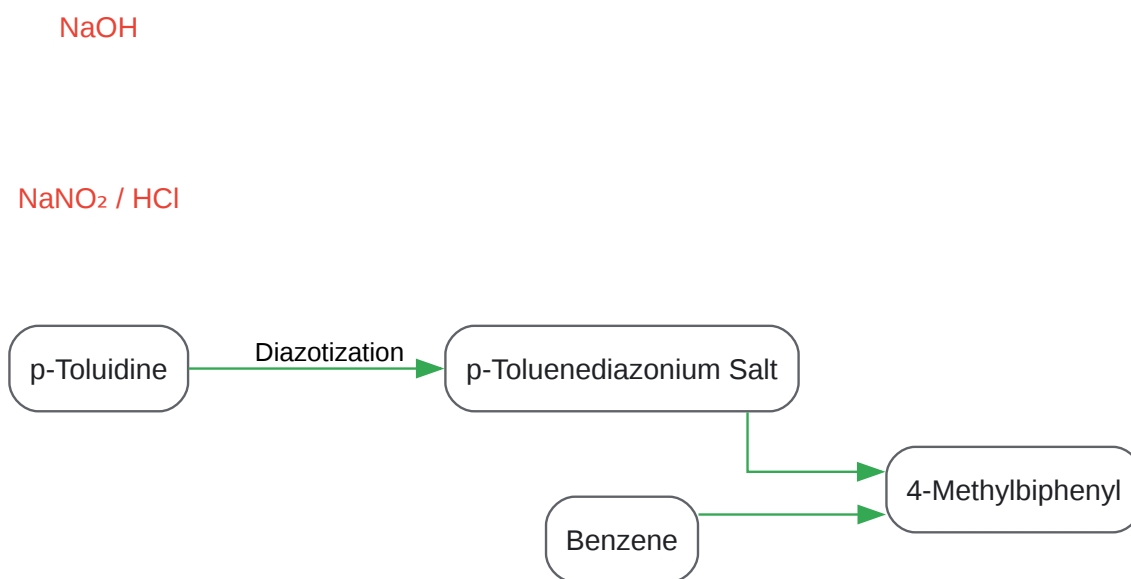 NaOH
NaNO₂ / HCl
Diazotization
p-Toluidine
p-Toluenediazonium Salt
4-Methylbiphenyl
Benzene